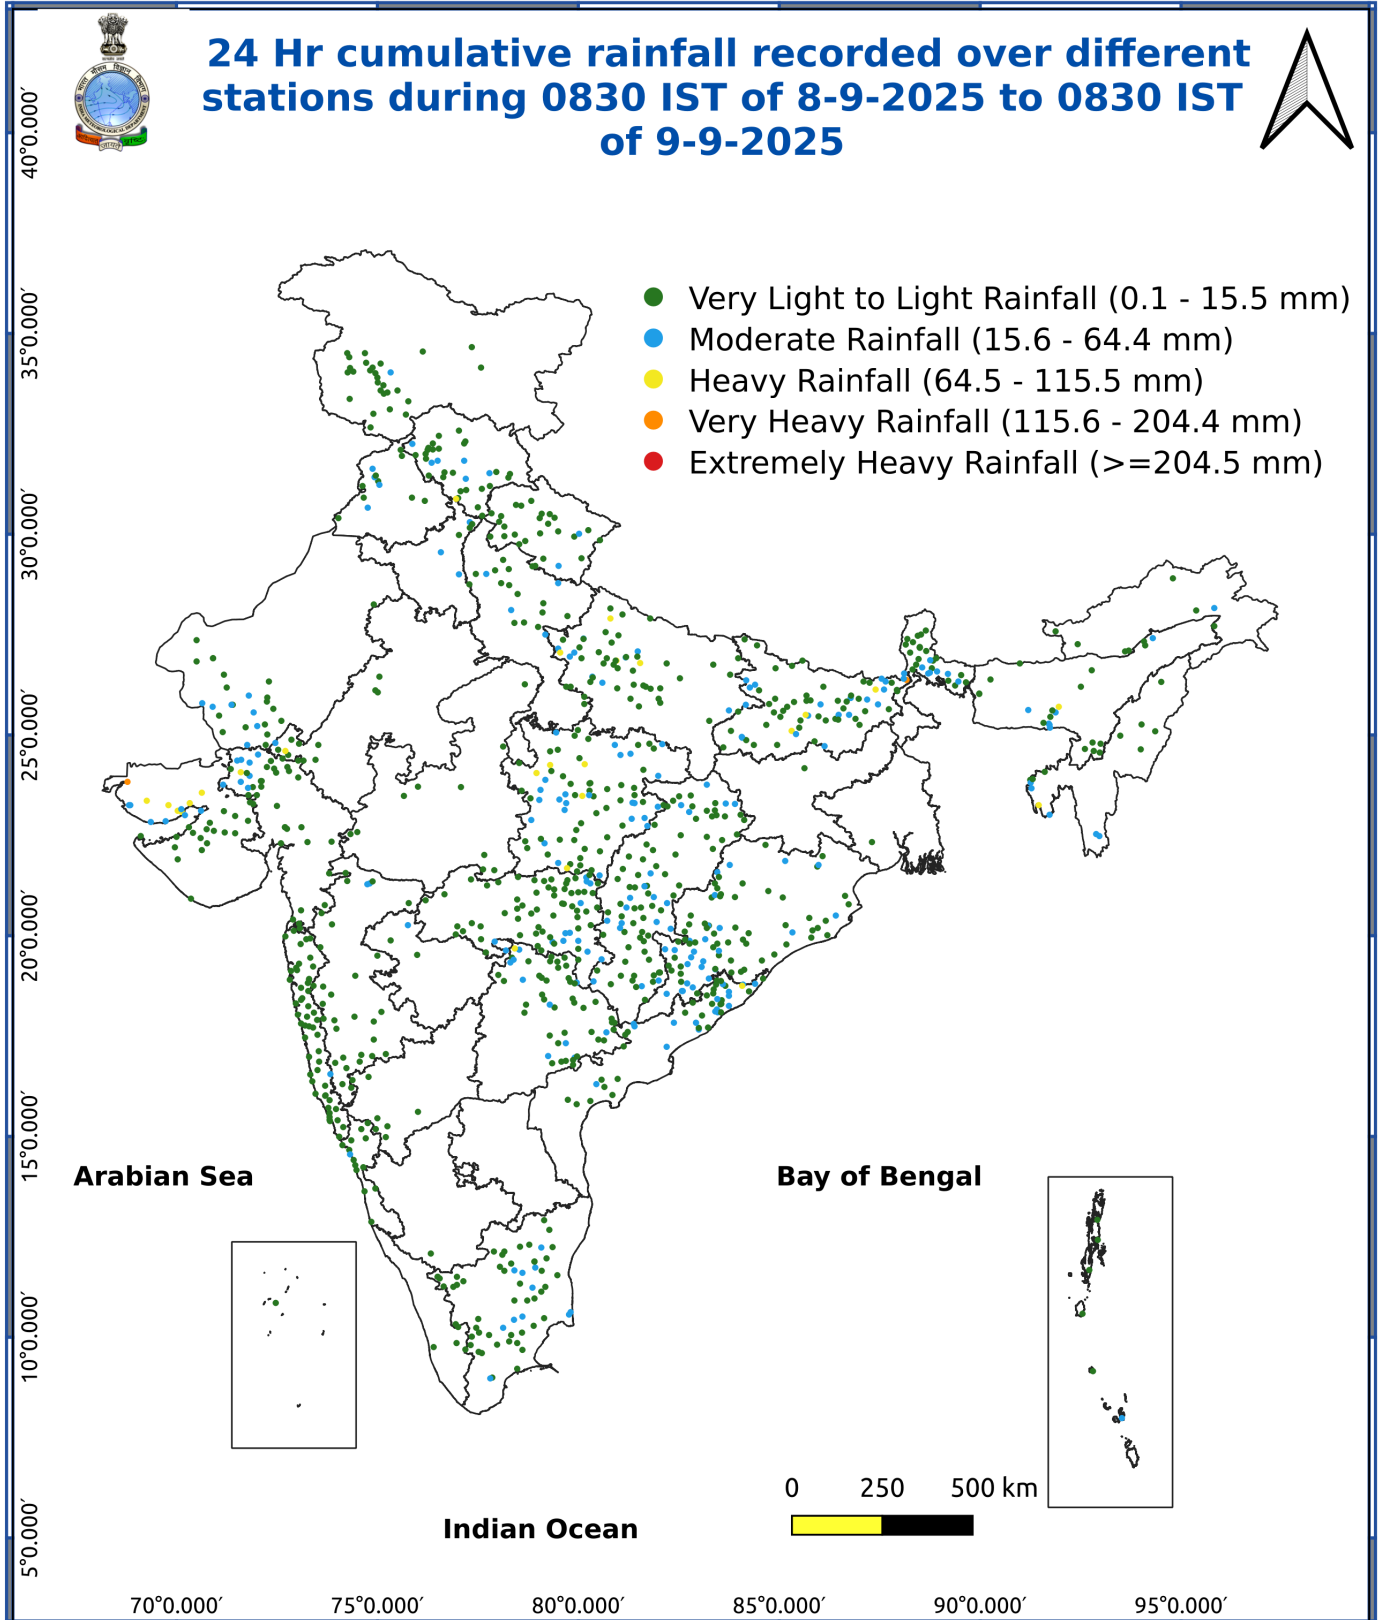 24 Hr cumulative rainfall recorded over different
stations during 0830 IST of 8-9-2025 to 0830 IST
of 9-9-2025
Very Light to Light Rainfall (0.1 - 15.5 mm)
Moderate Rainfall (15.6 - 64.4 mm)
Heavy Rainfall (64.5 - 115.5 mm)
Very Heavy Rainfall (115.6 - 204.4 mm)
Extremely Heavy Rainfall (>=204.5 mm)
40°0.000′
35°0.000′
30°0.000′
25°0.000′
20°0.000′
15°0.000′
10°0.000′
5°0.000′
Arabian Sea
Bay of Bengal
Indian Ocean
0 250 500 km
70°0.000′ 75°0.000′ 80°0.000′ 85°0.000′ 90°0.000′ 95°0.000′